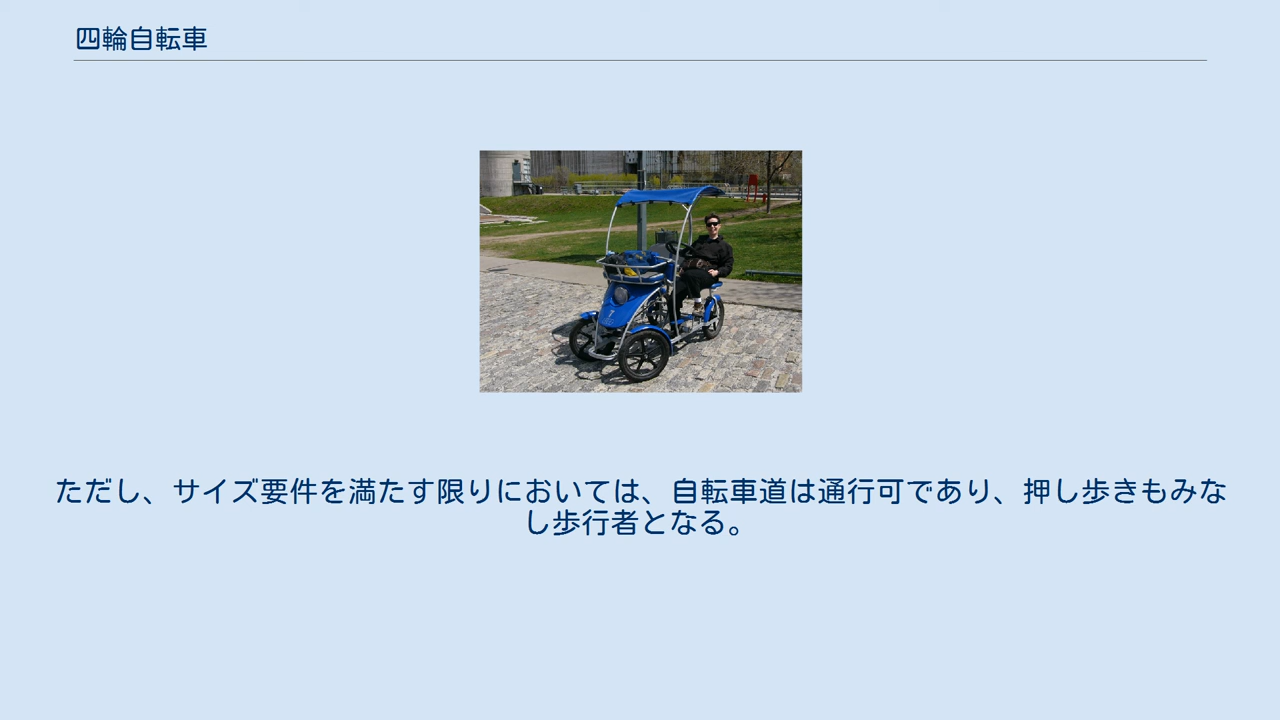 四輪自転車
ただし、サイズ要件を満たす限りにおいては、自転車道は通行可であり、押し歩きもみな
し歩行者となる。